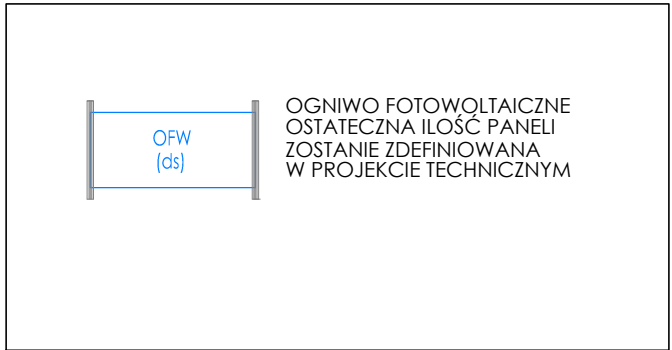 OFW
(ds)
OGNIWO FOTOWOLTAICZNE
OSTATECZNA ILOŚĆ PANELI
ZOSTANIE ZDEFINIOWANA
W PROJEKCIE TECHNICZNYM